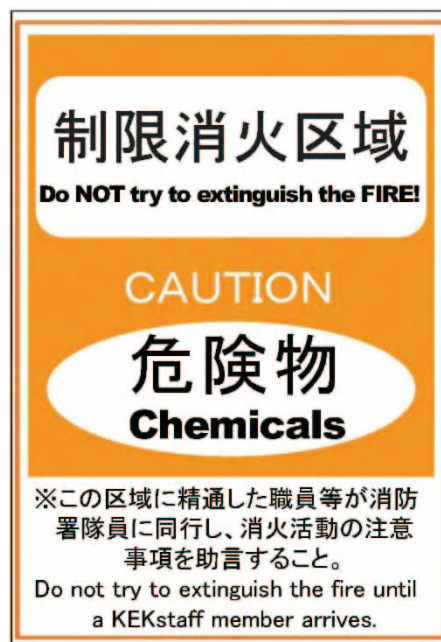 制限消火区域
Do NOT try to extinguish the FIRE!
CAUTION
危険物
Chemicals
※この区域に精通した職員等が消防
署隊員に同行し、消火活動の注意
事項を助言すること。
Do not try to extinguish the fire until
a KEKstaff member arrives.